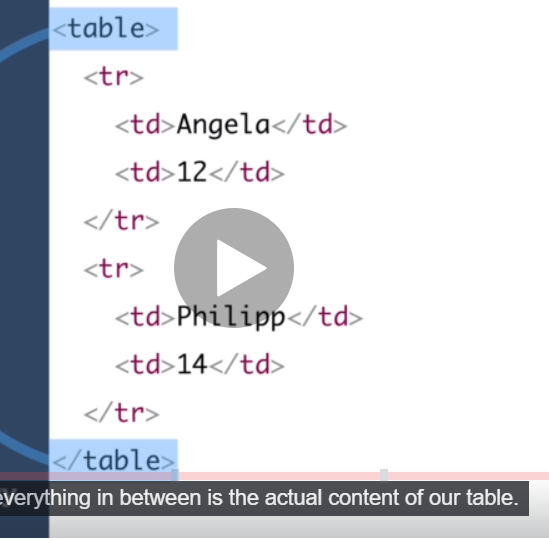 <table>
<tr>
<td>Angela</td>
<td>12</td>
</tr>
<tr>
<td>Philipp</td>
<td>14</td>
</tr>
</table>
everything in between is the actual content of our table.